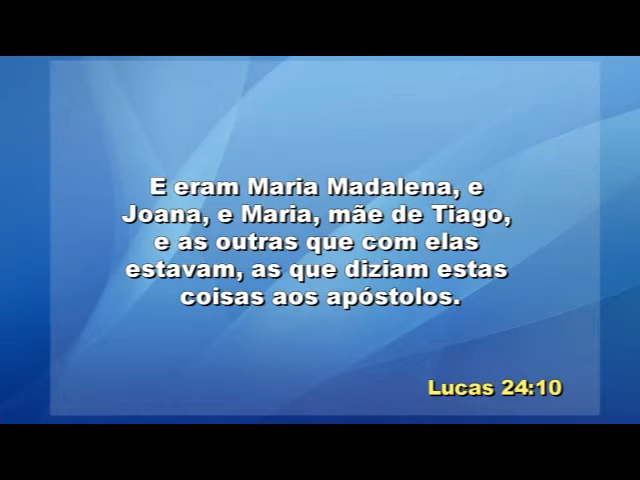 E eram Maria Madalena, e
Joana, e Maria, mãe de Tiago,
e as outras que com elas
estavam, as que diziam estas
coisas aos apóstolos.
Lucas 24:10